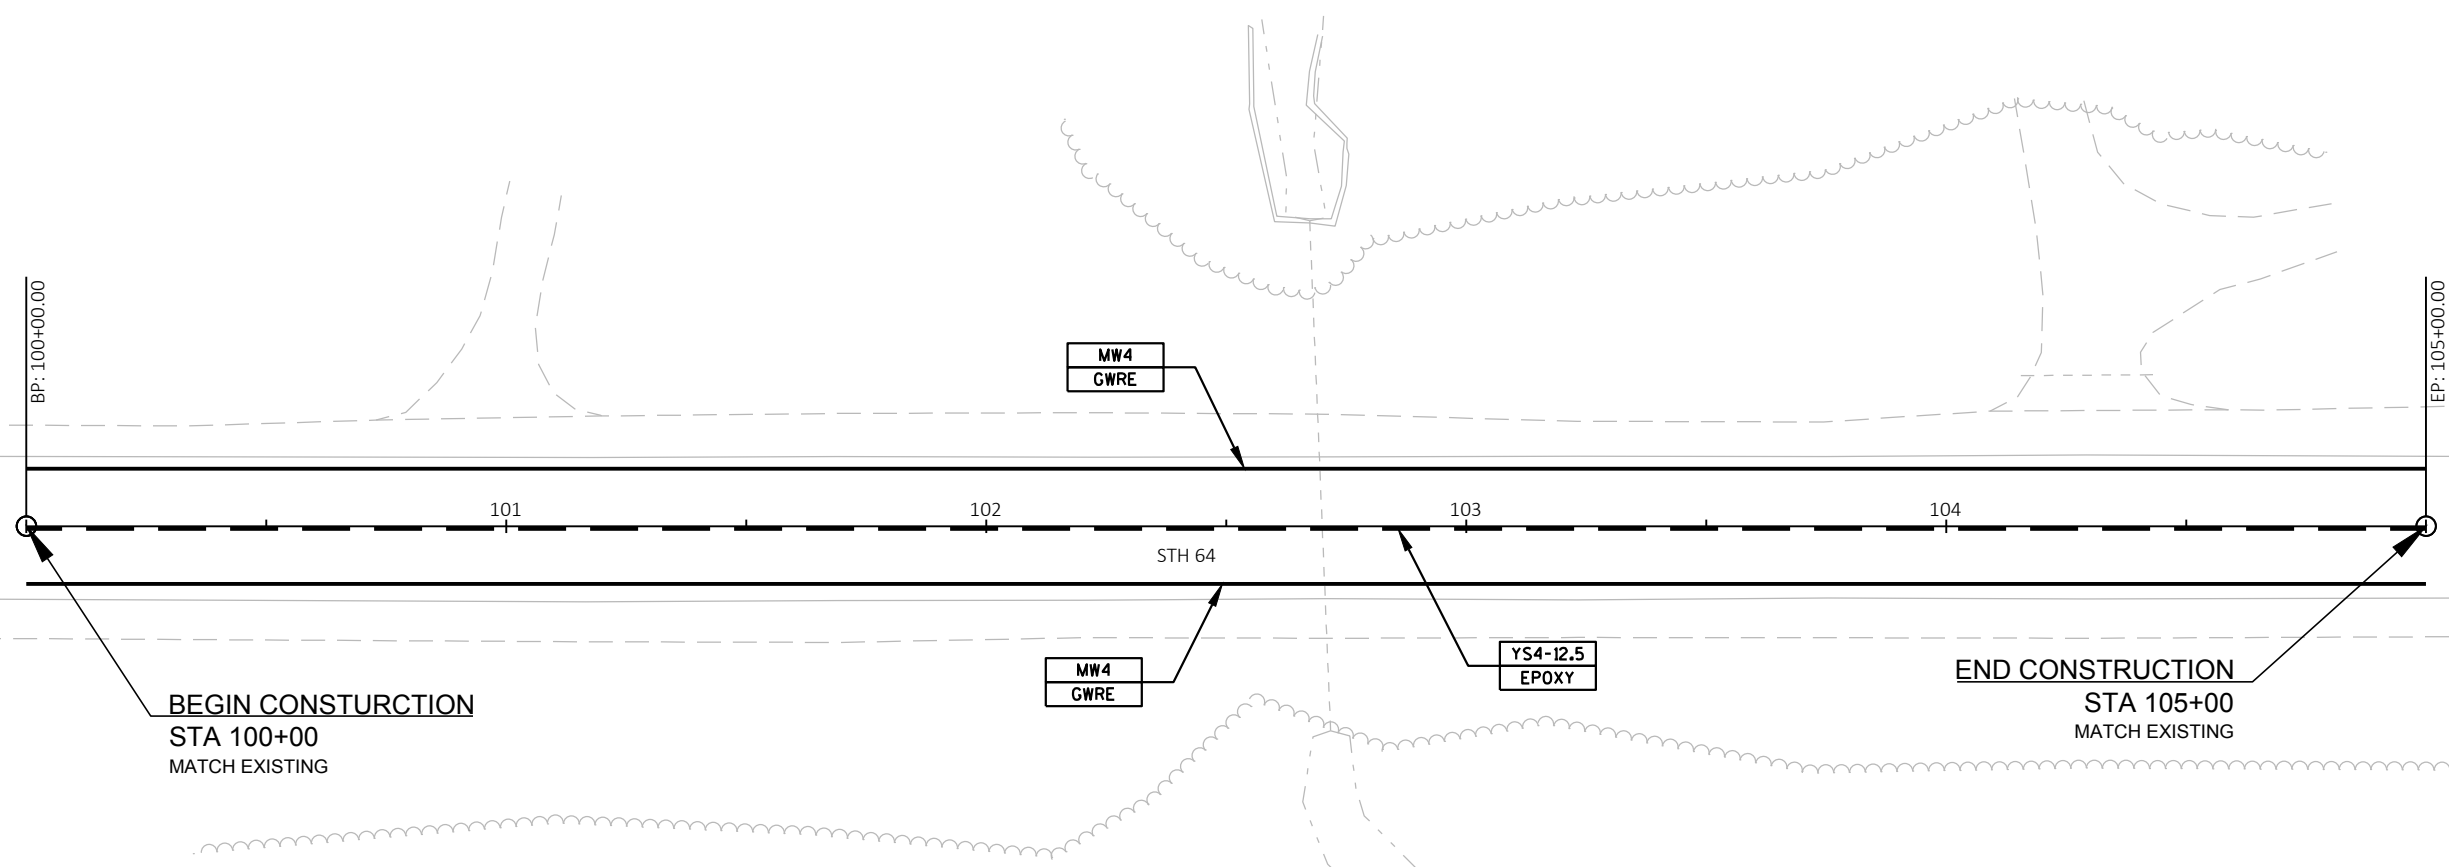 BP: 100+00.00
EP: 105+00.00
MW4
GWRE
101
102
103
104
STH 64
MW4
GWRE
YS4-12.5
EPOXY
BEGIN CONSTURCTION
STA 100+00
MATCH EXISTING
END CONSTRUCTION
STA 105+00
MATCH EXISTING